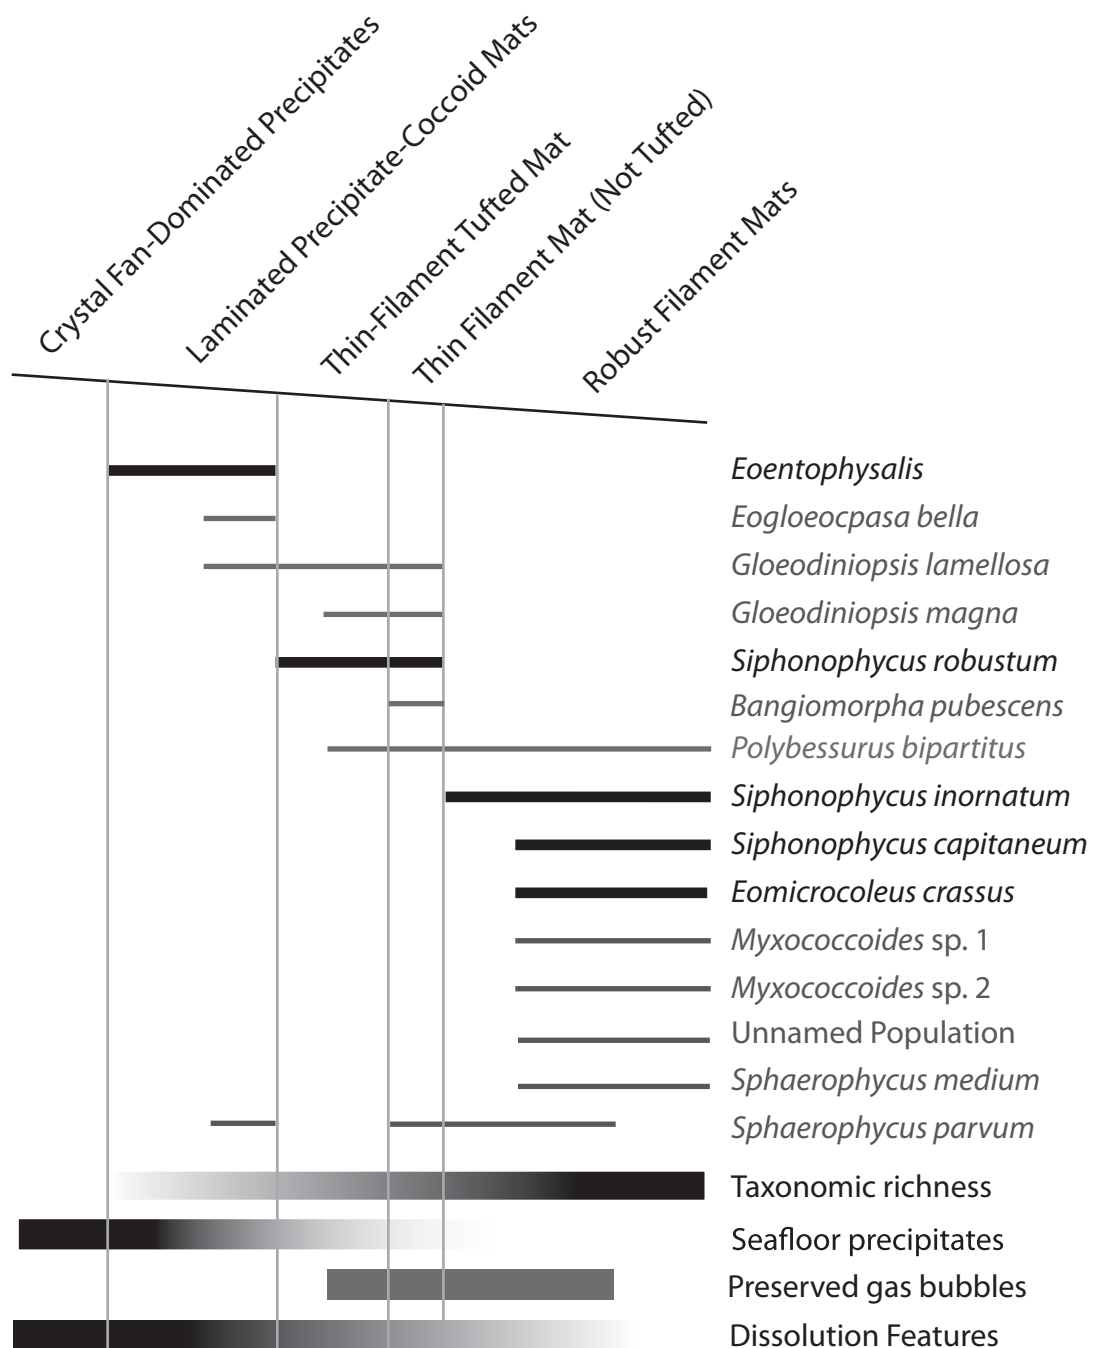 Crystal Fan-Dominated Precipitates
Laminated Precipitate-Coccoid Mats
Thin-Filament Tufted Mat
Thin Filament Mat (Not Tufted)
Robust Filament Mats
Eoentophysalis
Eogloeocpasa bella
Gloeodiniopsis lamellosa
Gloeodiniopsis magna
Siphonophycus robustum
Bangiomorpha pubescens
Polybessurus bipartitus
Siphonophycus inornatum
Siphonophycus capitaneum
Eomicrocoleus crassus
Myxococcoides sp. 1
Myxococcoides sp. 2
Unnamed Population
Sphaerophycus medium
Sphaerophycus parvum
Taxonomic richness
Seafloor precipitates
Preserved gas bubbles
Dissolution Features